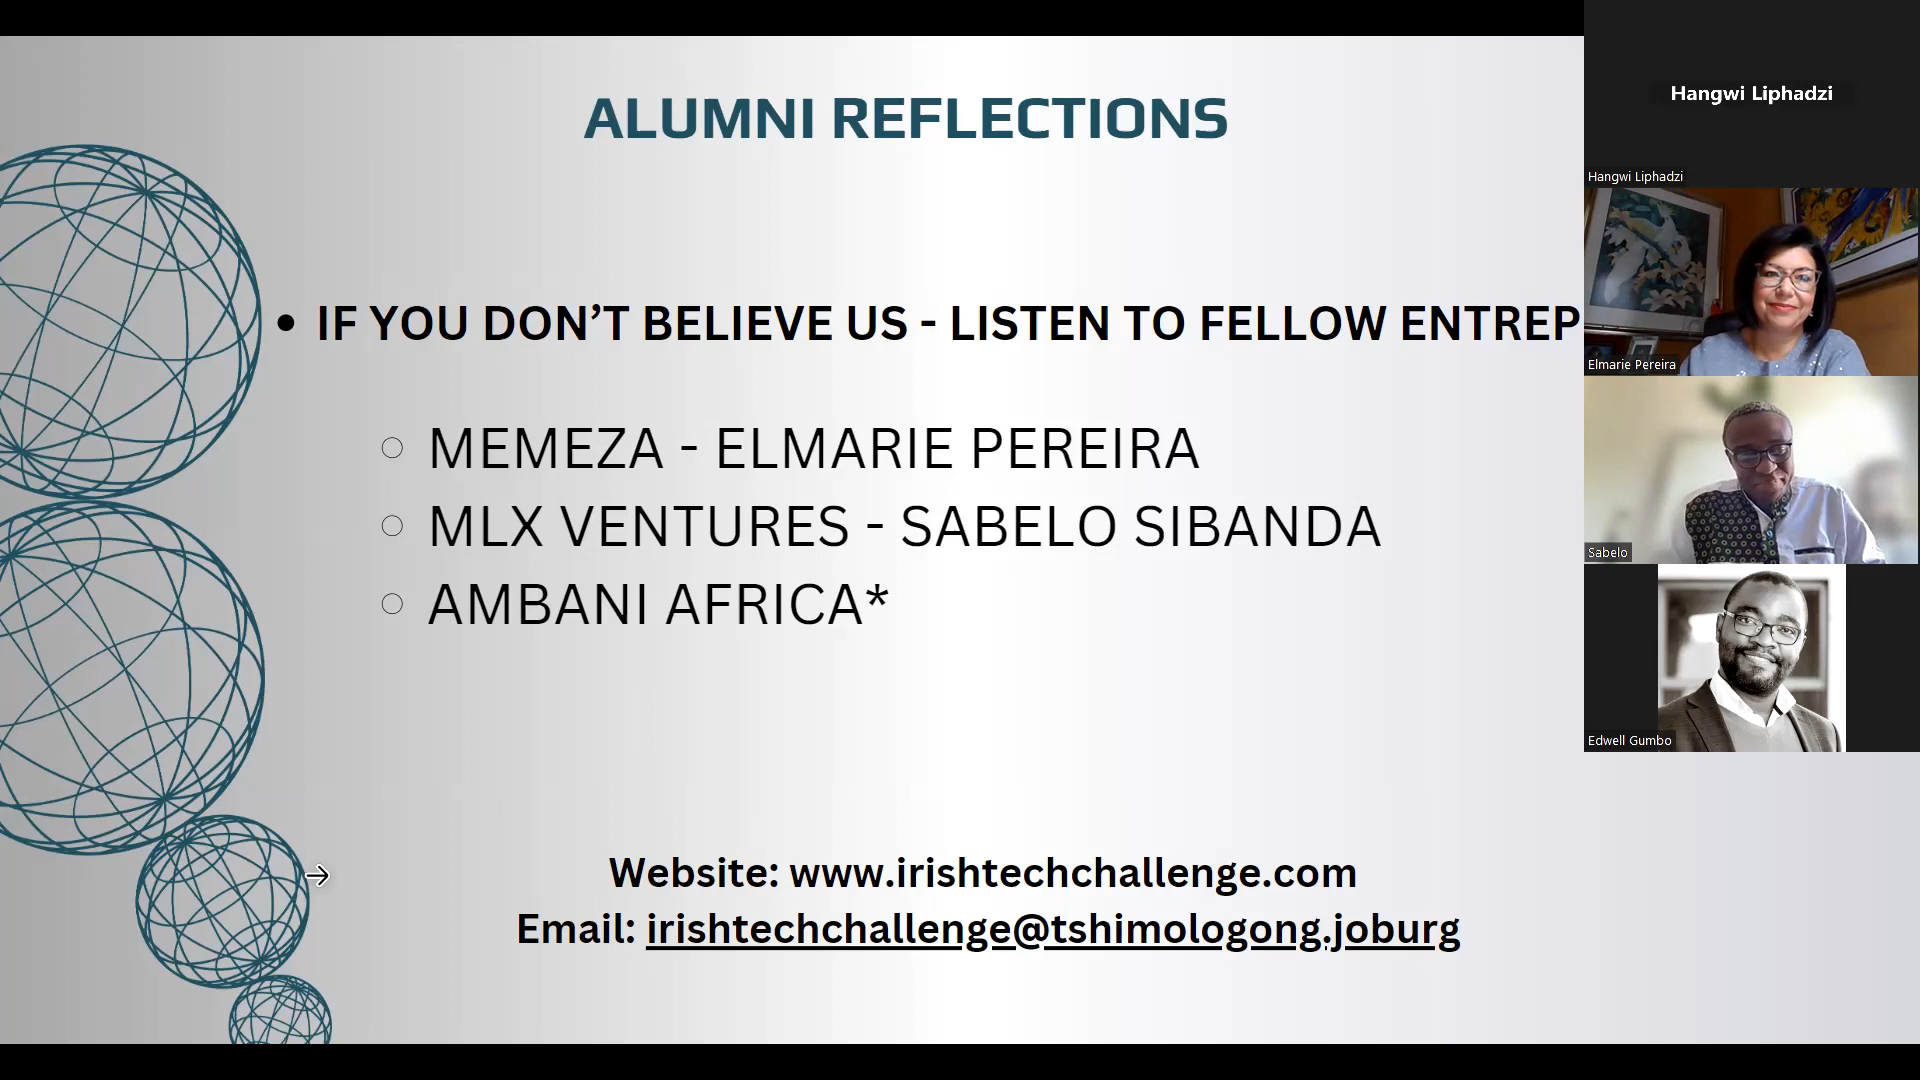 ALUMNI REFLECTIONS
• IF YOU DON’T BELIEVE US - LISTEN TO FELLOW ENTREP
○ MEMEZA - ELMARIE PEREIRA
○ MLX VENTURES - SABELO SIBANDA
○ AMBANI AFRICA*
Website: www.irishtechchallenge.com
Email: irishtechchallenge@tshimologong.joburg
Hangwi Liphadzi
Hangwi Liphadzi
Elmarie Pereira
Sabelo
Edwell Gumbo